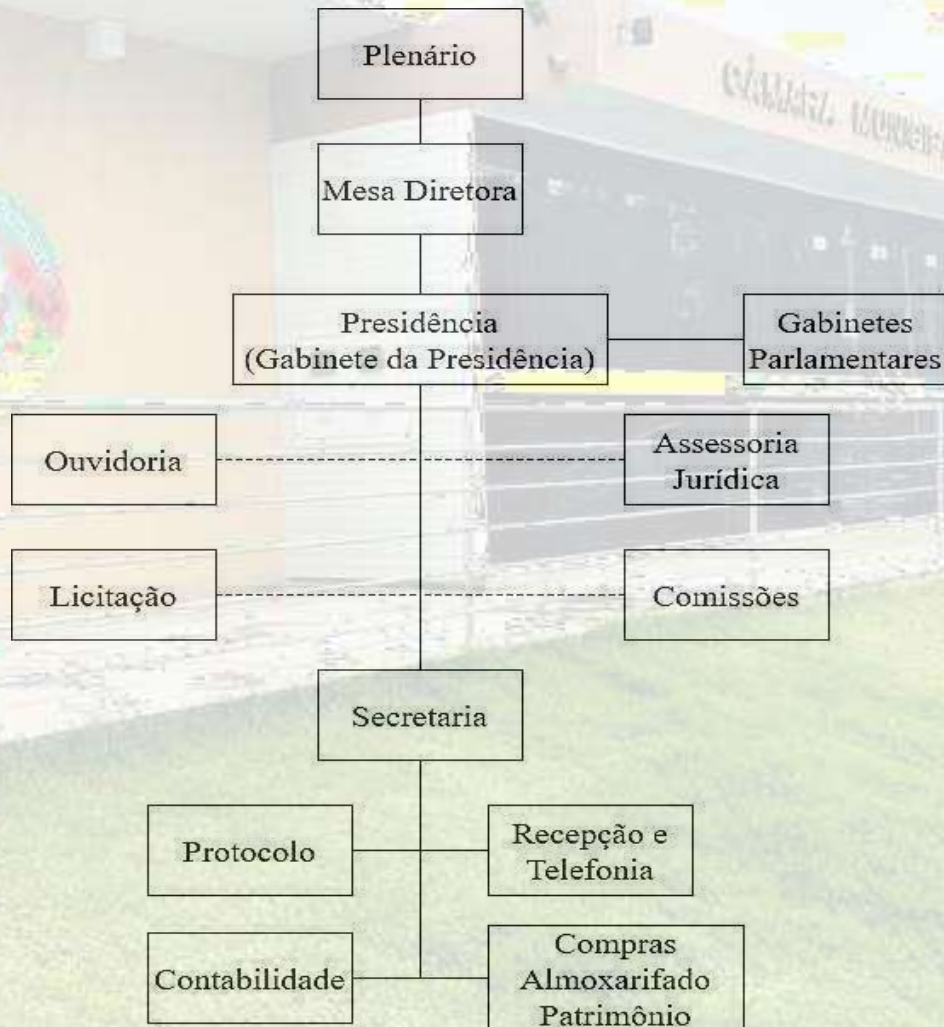 Plenário
CÂMARA
Mesa Diretora
Presidência
(Gabinete da Presidência)
Gabinetes
Parlamentares
Ouvidoria
Assessoria
Jurídica
Licitação
Comissões
Secretaria
Protocolo
Recepção e
Telefonia
Contabilidade
Compras
Almoxarifado
Patrimônio